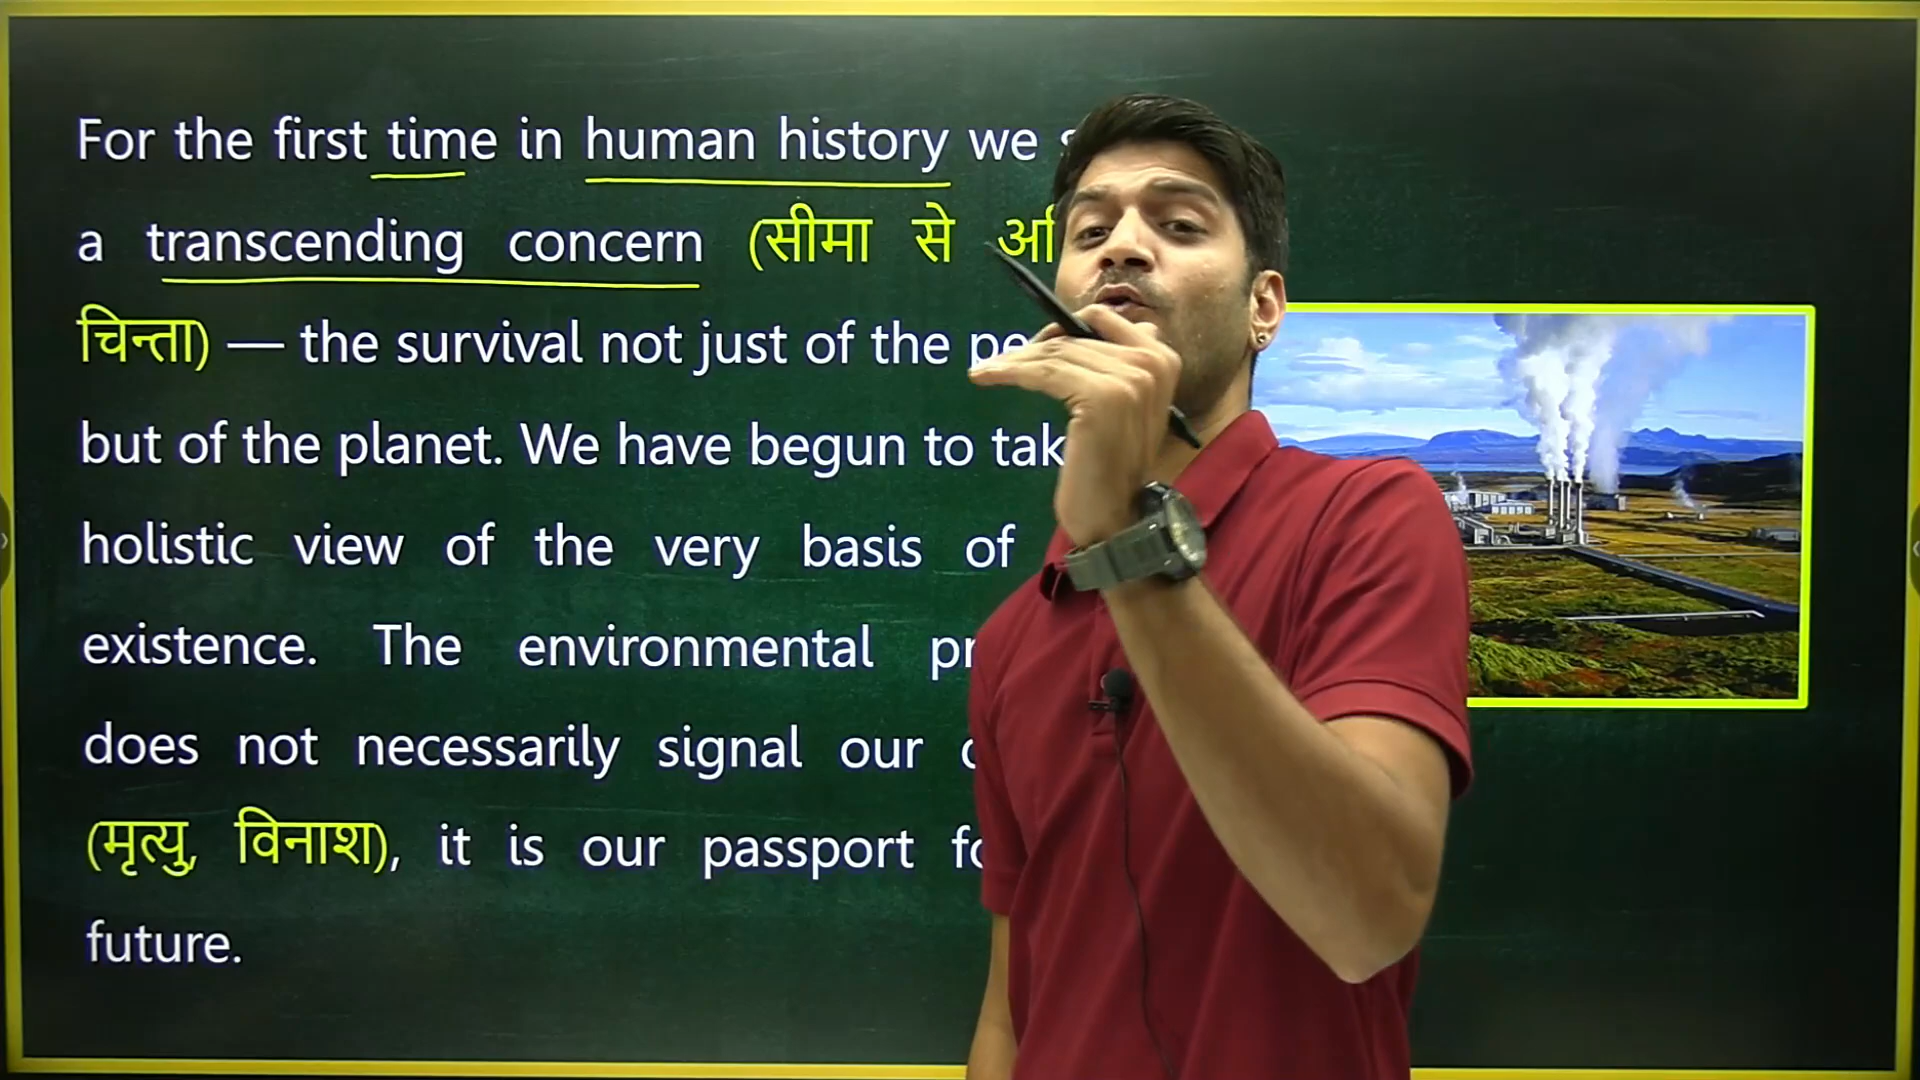 For the first time in human history we
a transcending concern (सीमा से
चिन्ता) — the survival not just of the
but of the planet. We have begun to
holistic view of the very basis of
existence. The environmental
does not necessarily signal our
(मृत्यु, विनाश), it is our passport
future.